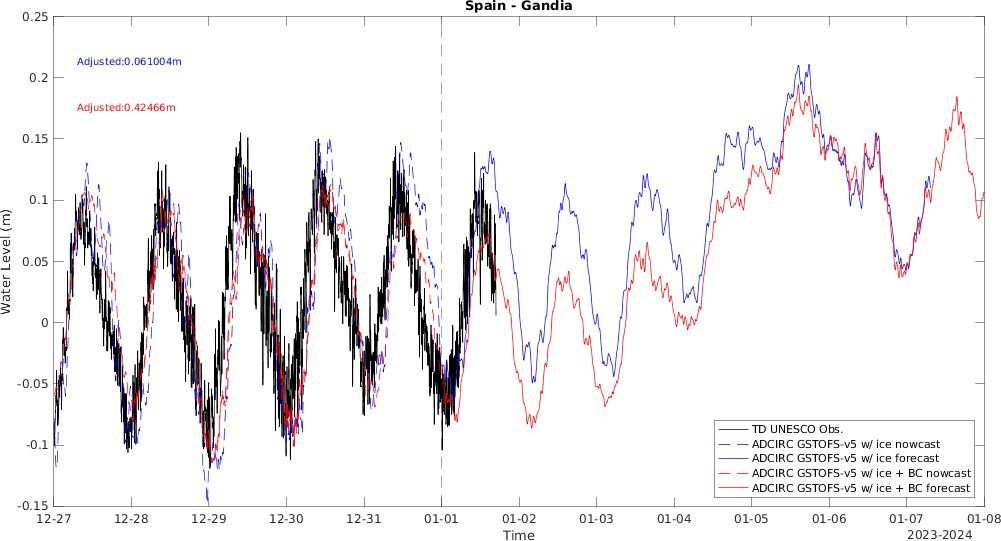 Spain - Gandia
0.25
0.2
0.15
0.1
0.05
0
-0.05
-0.1
-0.15
Water Level (m)
Adjusted:0.061004m
Adjusted:0.42466m
TD UNESCO Obs.
ADCIRC GSTOFS-v5 w/ ice nowcast
ADCIRC GSTOFS-v5 w/ ice forecast
ADCIRC GSTOFS-v5 w/ ice + BC nowcast
ADCIRC GSTOFS-v5 w/ ice + BC forecast
12-27 12-28 12-29 12-30 12-31 01-01 01-02 01-03 01-04 01-05 01-06 01-07 01-08
Time
2023-2024